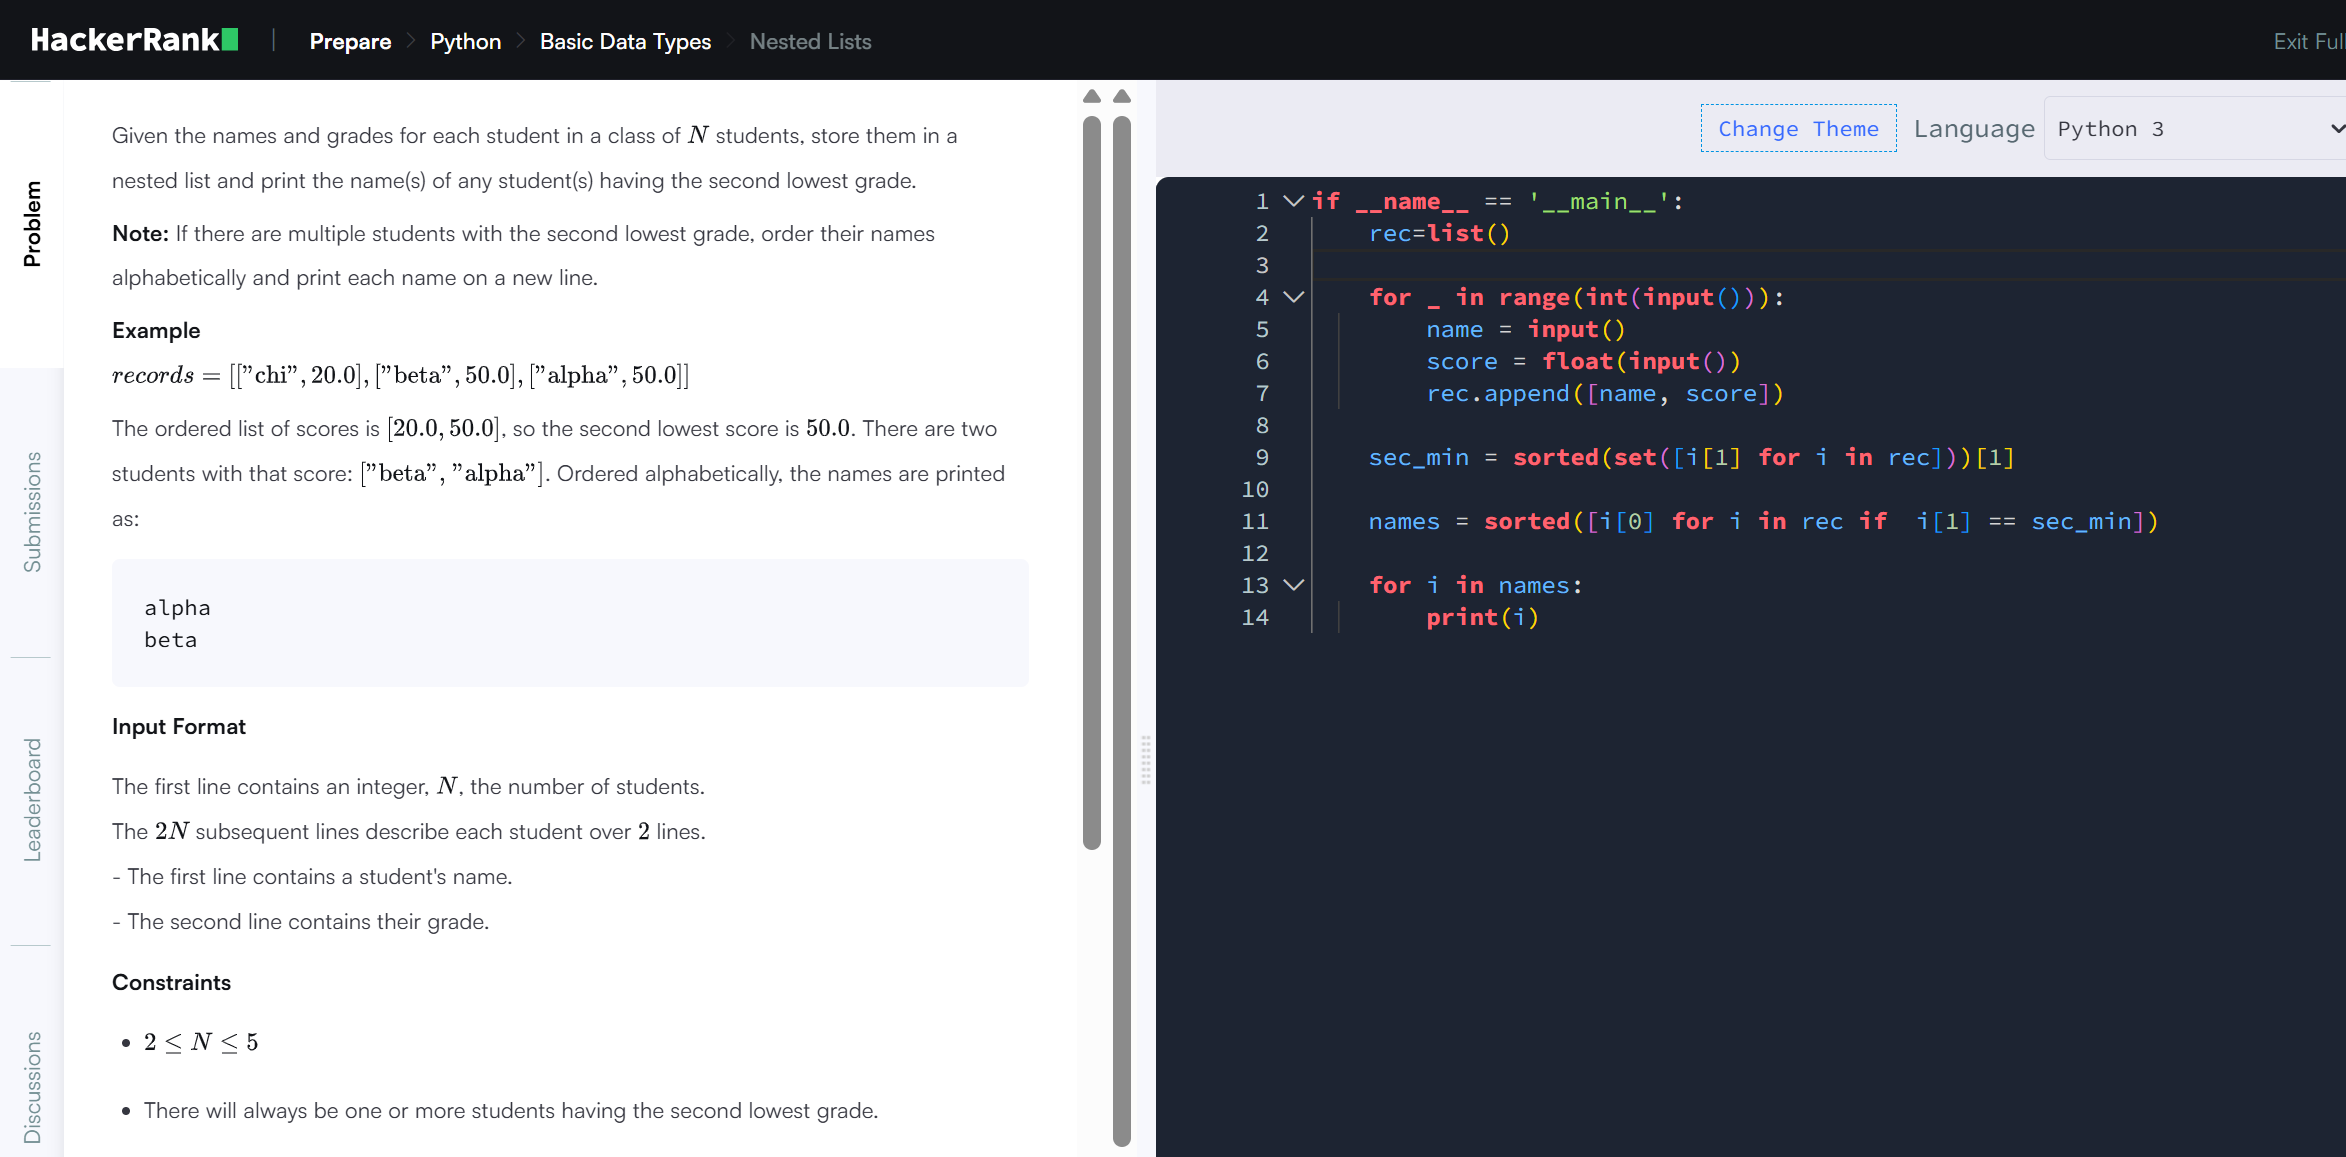 HackerRank | Prepare > Python > Basic Data Types > Nested Lists
Exit Full
Problem
Submissions
Leaderboard
Discussions
Given the names and grades for each student in a class of N students, store them in a
nested list and print the name(s) of any student(s) having the second lowest grade.
Note: If there are multiple students with the second lowest grade, order their names
alphabetically and print each name on a new line.
Example
records = [["chi", 20.0], ["beta", 50.0], ["alpha", 50.0]]
The ordered list of scores is [20.0, 50.0], so the second lowest score is 50.0. There are two
students with that score: ["beta", "alpha"]. Ordered alphabetically, the names are printed
as:
alpha
beta
Input Format
The first line contains an integer, N, the number of students.
The 2N subsequent lines describe each student over 2 lines.
- The first line contains a student's name.
- The second line contains their grade.
Constraints
• 2 ≤ N ≤ 5
• There will always be one or more students having the second lowest grade.
Change Theme Language Python 3
1 if __name__ == '__main__':
2     rec=list()
3
4     for _ in range(int(input())):
5         name = input()
6         score = float(input())
7         rec.append([name, score])
8
9     sec_min = sorted(set([i[1] for i in rec]))[1]
10
11     names = sorted([i[0] for i in rec if  i[1] == sec_min])
12
13     for i in names:
14         print(i)